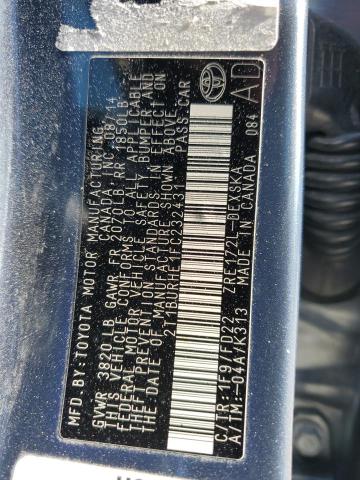 MFD. BY: TOYOTA MOTOR MANUFACTURING
CANADA, INC. 08/14
GVWR 3820LB GAWR FR 2070LB RR 1850LB
THIS VEHICLE CONFORMS TO ALL APPLICABLE
FEDERAL MOTOR VEHICLE SAFETY, BUMPER, AND
THEFT PREVENTION STANDARDS IN EFFECT ON
THE DATE OF MANUFACTURE SHOWN ABOVE.
2T1BURHE1FC232431 PASS.CAR
ZRE172L-DEXSKA
C/TR:1F9/FD22
A/TM:-04A/K313 MADE IN CANADA 084
AD